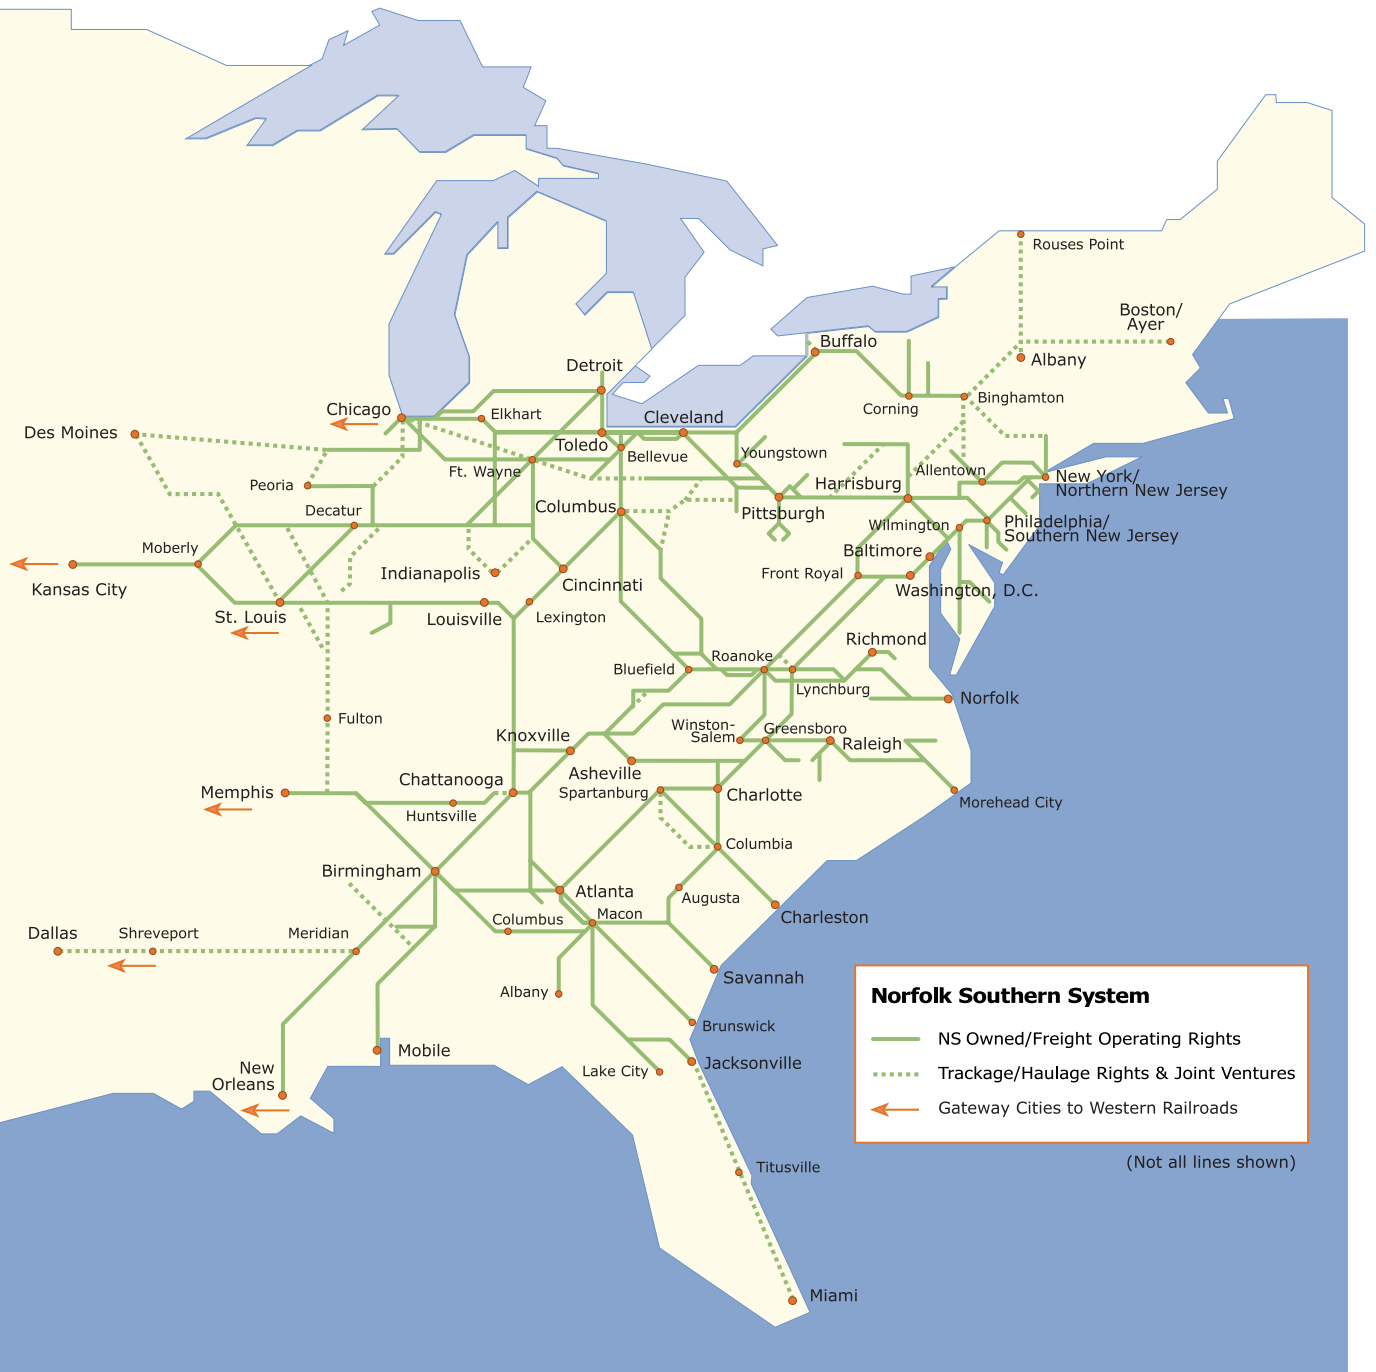 Rouses Point
Boston/
Ayer
Buffalo
Albany
Detroit
Chicago
Elkhart
Cleveland
Corning
Binghamton
Des Moines
Toledo
Bellevue
Youngstown
Ft. Wayne
Allentown
New York/
Northern New Jersey
Peoria
Harrisburg
Decatur
Columbus
Pittsburgh
Wilmington
Philadelphia/
Southern New Jersey
Moberly
Baltimore
Kansas City
Indianapolis
Cincinnati
Front Royal
Washington, D.C.
St. Louis
Louisville
Lexington
Richmond
Bluefield
Roanoke
Lynchburg
Norfolk
Fulton
Knoxville
Winston-
Salem
Greensboro
Raleigh
Asheville
Memphis
Chattanooga
Spartanburg
Charlotte
Morehead City
Huntsville
Columbia
Birmingham
Atlanta
Augusta
Charleston
Columbus
Macon
Dallas
Shreveport
Meridian
Savannah
Albany
Brunswick
Mobile
Jacksonville
Lake City
New
Orleans
Titusville
Miami
Norfolk Southern System
NS Owned/Freight Operating Rights
Trackage/Haulage Rights & Joint Ventures
Gateway Cities to Western Railroads
(Not all lines shown)